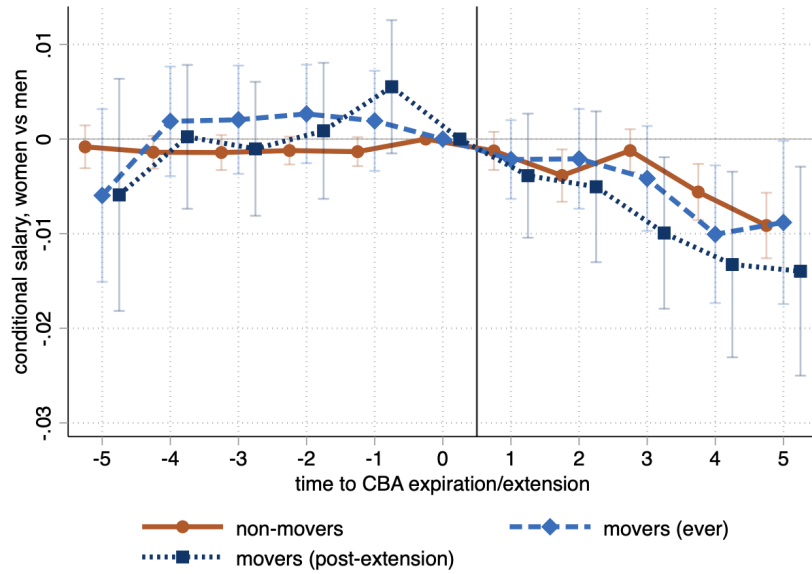 conditional salary, women vs men
.01
0
-.01
-.02
-.03
-5 -4 -3 -2 -1 0 1 2 3 4 5
time to CBA expiration/extension
non-movers movers (ever)
movers (post-extension)